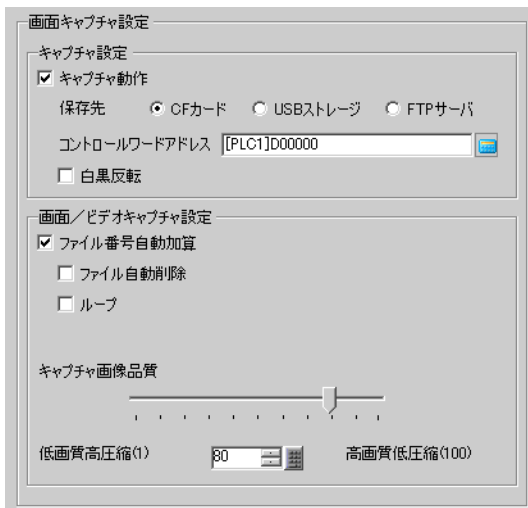 画面キャプチャ設定
キャプチャ設定
キャプチャ動作
保存先 CFカード USBストレージ FTPサーバ
コントロールワードアドレス [PLC1]D00000
白黒反転
画面／ビデオキャプチャ設定
ファイル番号自動加算
ファイル自動削除
ループ
キャプチャ画像品質
低画質高圧縮(1) 80 高画質低圧縮(100)